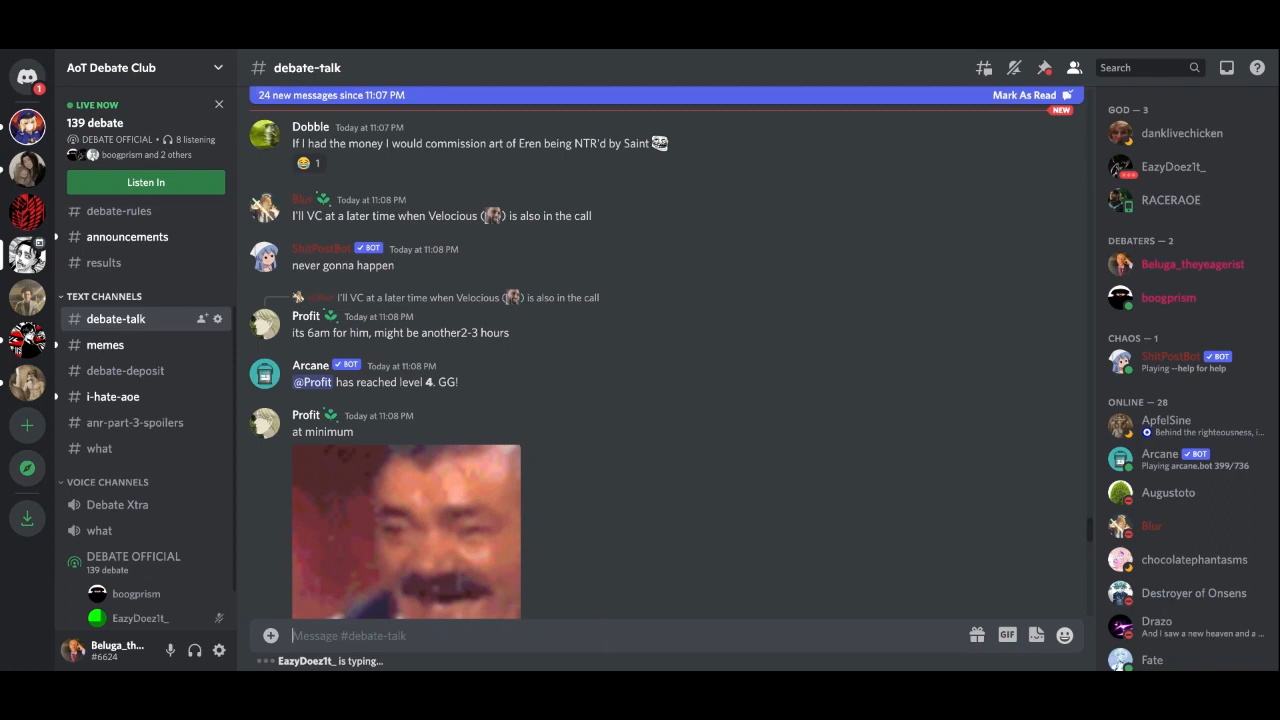 AoT Debate Club
LIVE NOW
139 debate
DEBATE OFFICIAL • 8 listening
boogprism and 2 others
Listen In
# debate-rules
# announcements
# results
TEXT CHANNELS
# debate-talk
# memes
# debate-deposit
# i-hate-aoe
# anr-part-3-spoilers
# what
VOICE CHANNELS
Debate Xtra
what
DEBATE OFFICIAL
139 debate
boogprism
EazyDoez1t_
Beluga_th...
#6624
1
# debate-talk
Search
24 new messages since 11:07 PM
Mark As Read
NEW
Dobble Today at 11:07 PM
If I had the money I would commission art of Eren being NTR'd by Saint
1
Blur Today at 11:08 PM
I'll VC at a later time when Velocious ( ) is also in the call
ShitPostBot ✓ BOT Today at 11:08 PM
never gonna happen
I'll VC at a later time when Velocious ( ) is also in the call
Profit Today at 11:08 PM
its 6am for him, might be another2-3 hours
Arcane ✓ BOT Today at 11:08 PM
@Profit has reached level 4. GG!
Profit Today at 11:08 PM
at minimum
Message #debate-talk
GIF
EazyDoez1t_ is typing...
GOD — 3
danklivechicken
EazyDoez1t_
RACERAOE
DEBATERS — 2
Beluga_theyeagerist
boogprism
CHAOS — 1
ShitPostBot ✓ BOT
Playing --help for help
ONLINE — 28
ApfelSine
Behind the righteousness, i...
Arcane ✓ BOT
Playing arcane.bot 399/736
Augustoto
Blur
chocolatephantasms
Destroyer of Onsens
Drazo
And I saw a new heaven and a ...
Fate